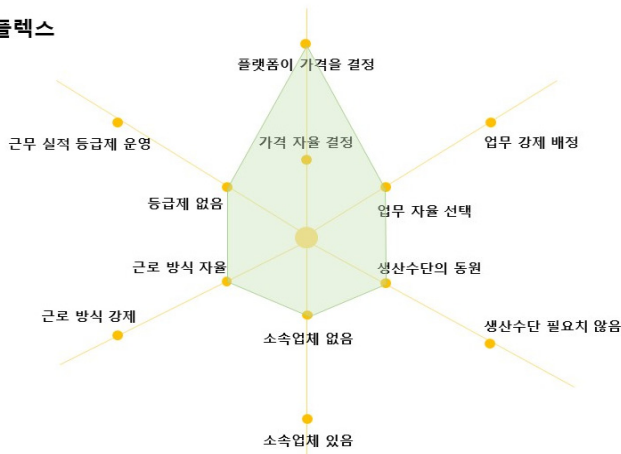 플렉스
플랫폼이 가격을 결정
근무 실적 등급제 운영
가격 자율 결정
업무 강제 배정
등급제 없음
업무 자율 선택
근로 방식 자율
생산수단의 동원
근로 방식 강제
생산수단 필요치 않음
소속업체 없음
소속업체 있음